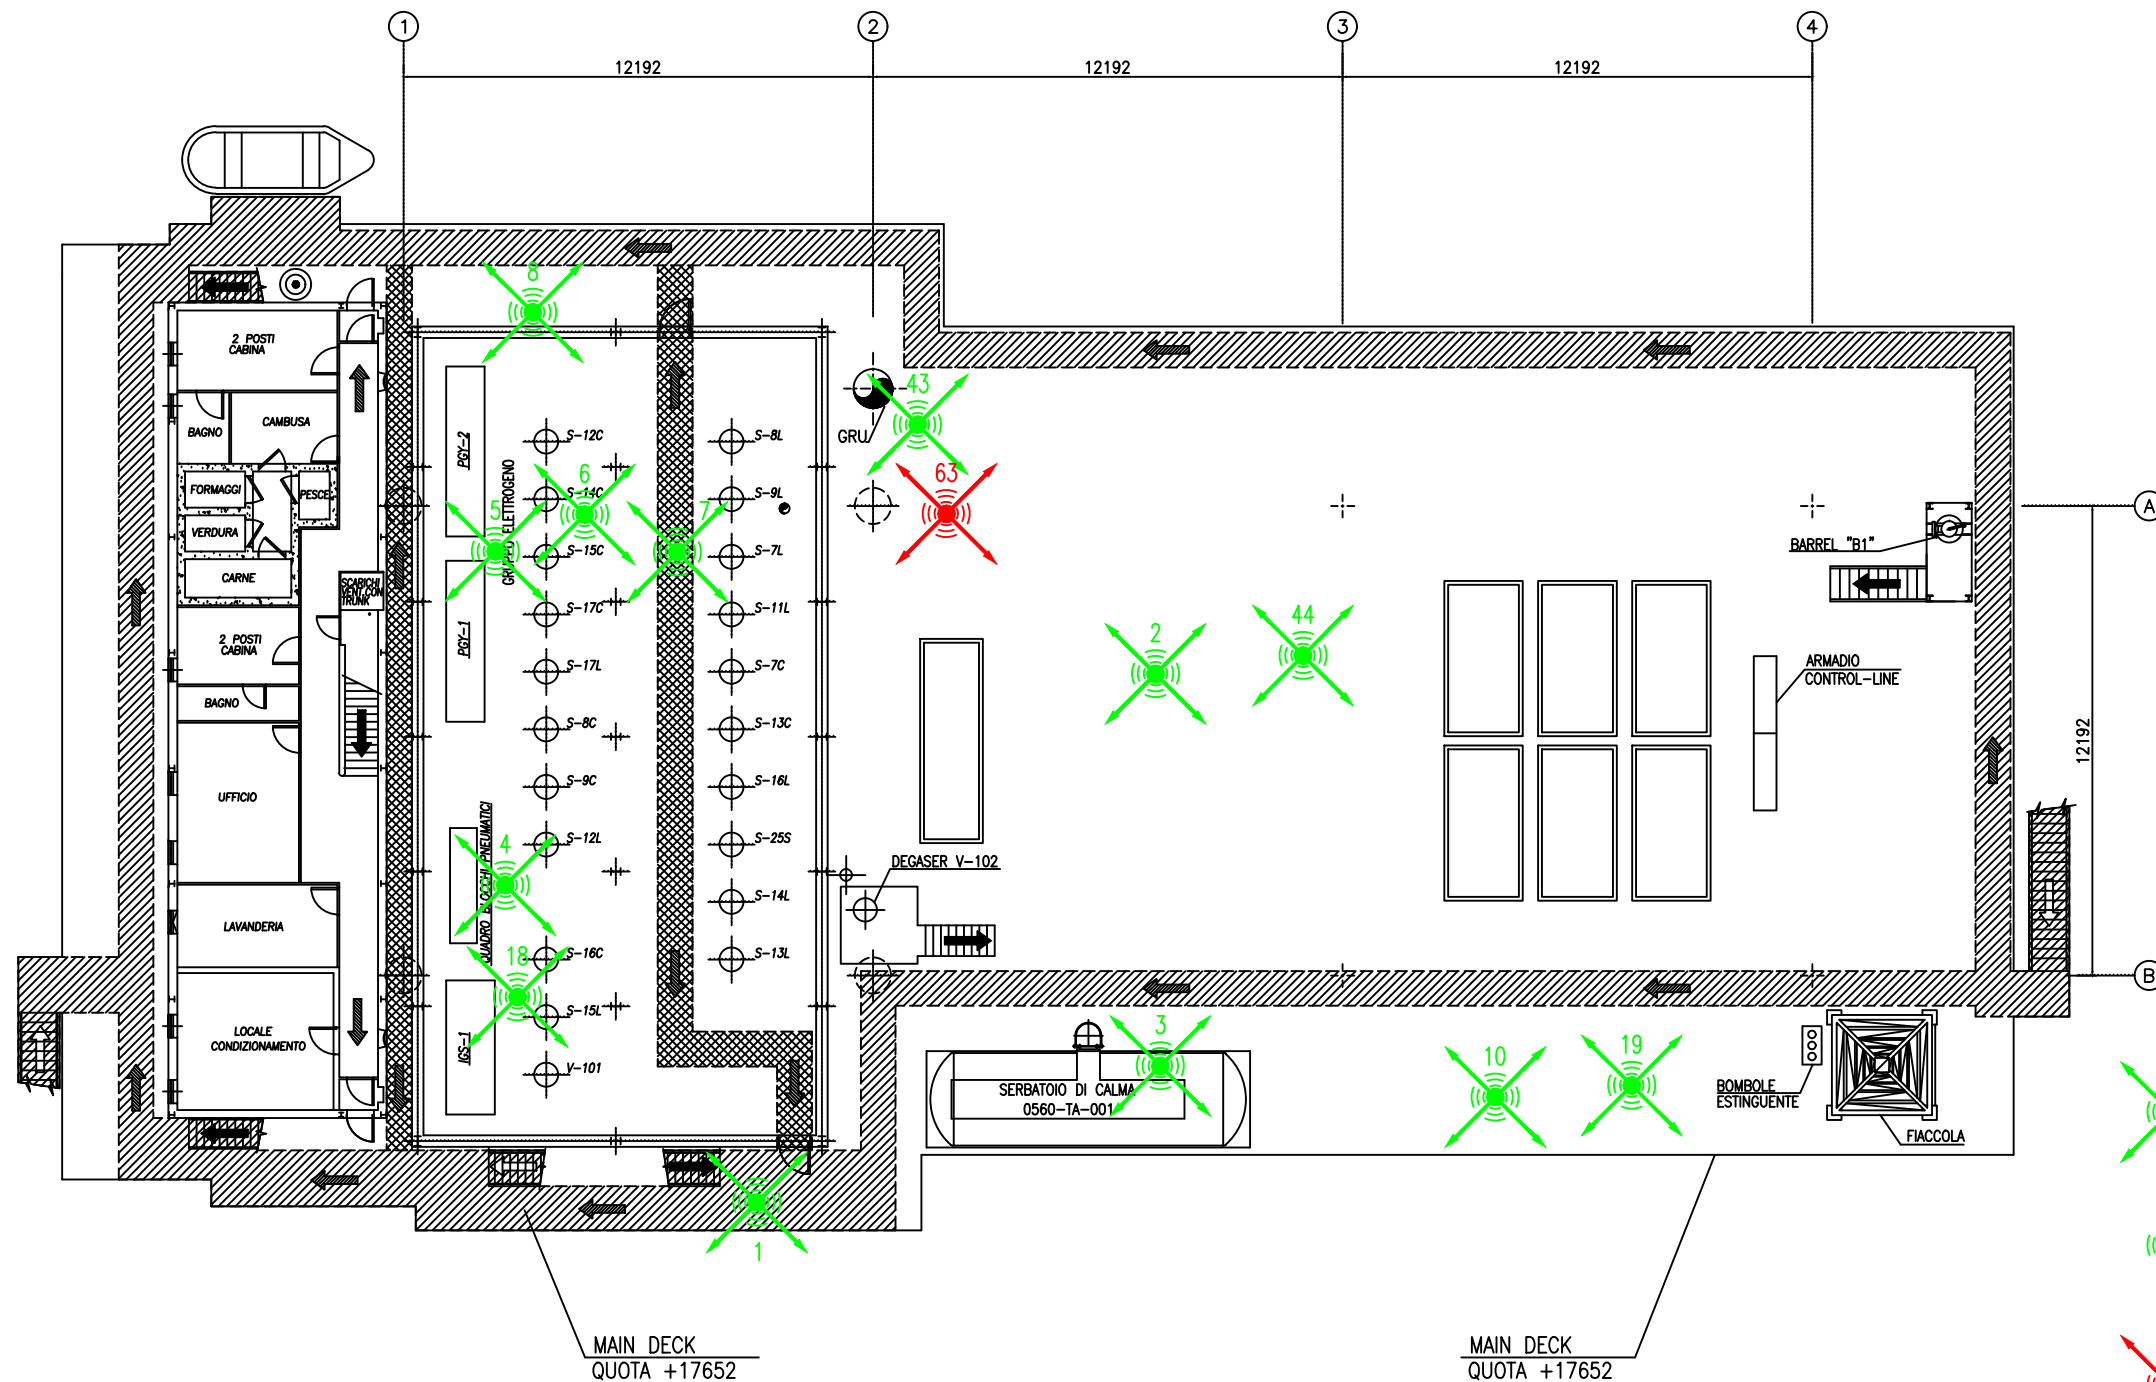 1
2
3
4
12192
12192
12192
8
2 POSTI
CABINA
BAGNO
CAMBUSA
FORMAGGI
PESCE
VERDURA
CARNE
SCARICHI
VENT.CON
TRUNK
2 POSTI
CABINA
BAGNO
UFFICIO
LAVANDERIA
LOCALE
CONDIZIONAMENTO
PGY-2
GRUPPO ELETTROGENO
PGY-1
QUADRO BLOCCHI PNEUMATICI
IGS-1
S-12C
S-14C
S-15C
S-17C
S-17L
S-8C
S-9C
S-12L
S-16C
S-15L
V-101
S-8L
S-9L
S-7L
S-11L
S-7C
S-13C
S-16L
S-25S
S-14L
S-13L
5
6
7
4
18
1
GRU
43
63
2
44
A
BARREL "B1"
ARMADIO
CONTROL-LINE
12192
DEGASER V-102
B
3
SERBATOIO DI CALMA
0560-TA-001
10
19
BOMBOLE
ESTINGUENTE
FIACCOLA
MAIN DECK
QUOTA +17652
MAIN DECK
QUOTA +17652